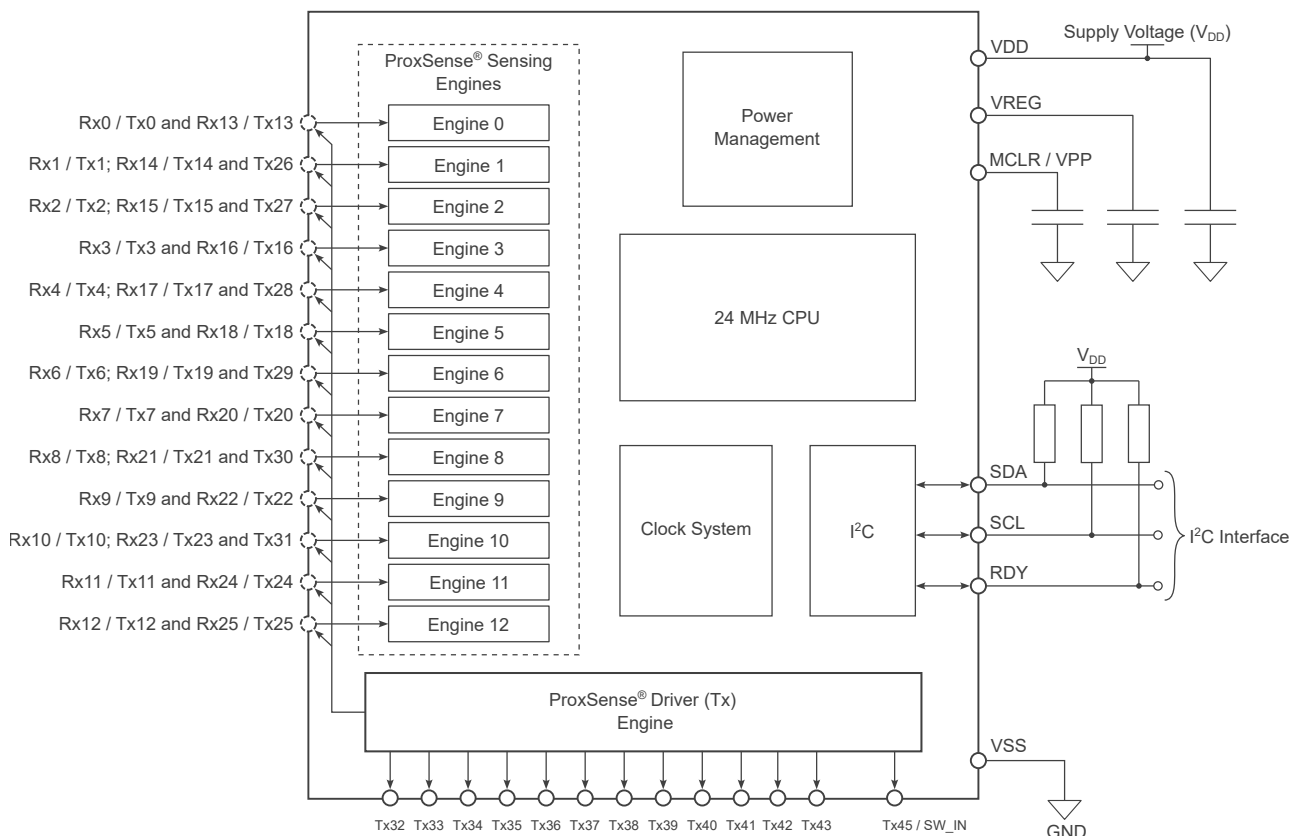 Supply Voltage (VDD)
VDD
ProxSense® Sensing
Engines
VREG
Power
Management
Rx0 / Tx0 and Rx13 / Tx13
Engine 0
MCLR / VPP
Rx1 / Tx1; Rx14 / Tx14 and Tx26
Engine 1
Rx2 / Tx2; Rx15 / Tx15 and Tx27
Engine 2
Rx3 / Tx3 and Rx16 / Tx16
Engine 3
Rx4 / Tx4; Rx17 / Tx17 and Tx28
Engine 4
24 MHz CPU
Rx5 / Tx5 and Rx18 / Tx18
Engine 5
VDD
Rx6 / Tx6; Rx19 / Tx19 and Tx29
Engine 6
Rx7 / Tx7 and Rx20 / Tx20
Engine 7
Rx8 / Tx8; Rx21 / Tx21 and Tx30
Engine 8
SDA
Rx9 / Tx9 and Rx22 / Tx22
Engine 9
Clock System
I²C
SCL
I²C Interface
Rx10 / Tx10; Rx23 / Tx23 and Tx31
Engine 10
RDY
Rx11 / Tx11 and Rx24 / Tx24
Engine 11
Rx12 / Tx12 and Rx25 / Tx25
Engine 12
ProxSense® Driver (Tx)
Engine
VSS
Tx32
Tx33
Tx34
Tx35
Tx36
Tx37
Tx38
Tx39
Tx40
Tx41
Tx42
Tx43
Tx45 / SW_IN
GND